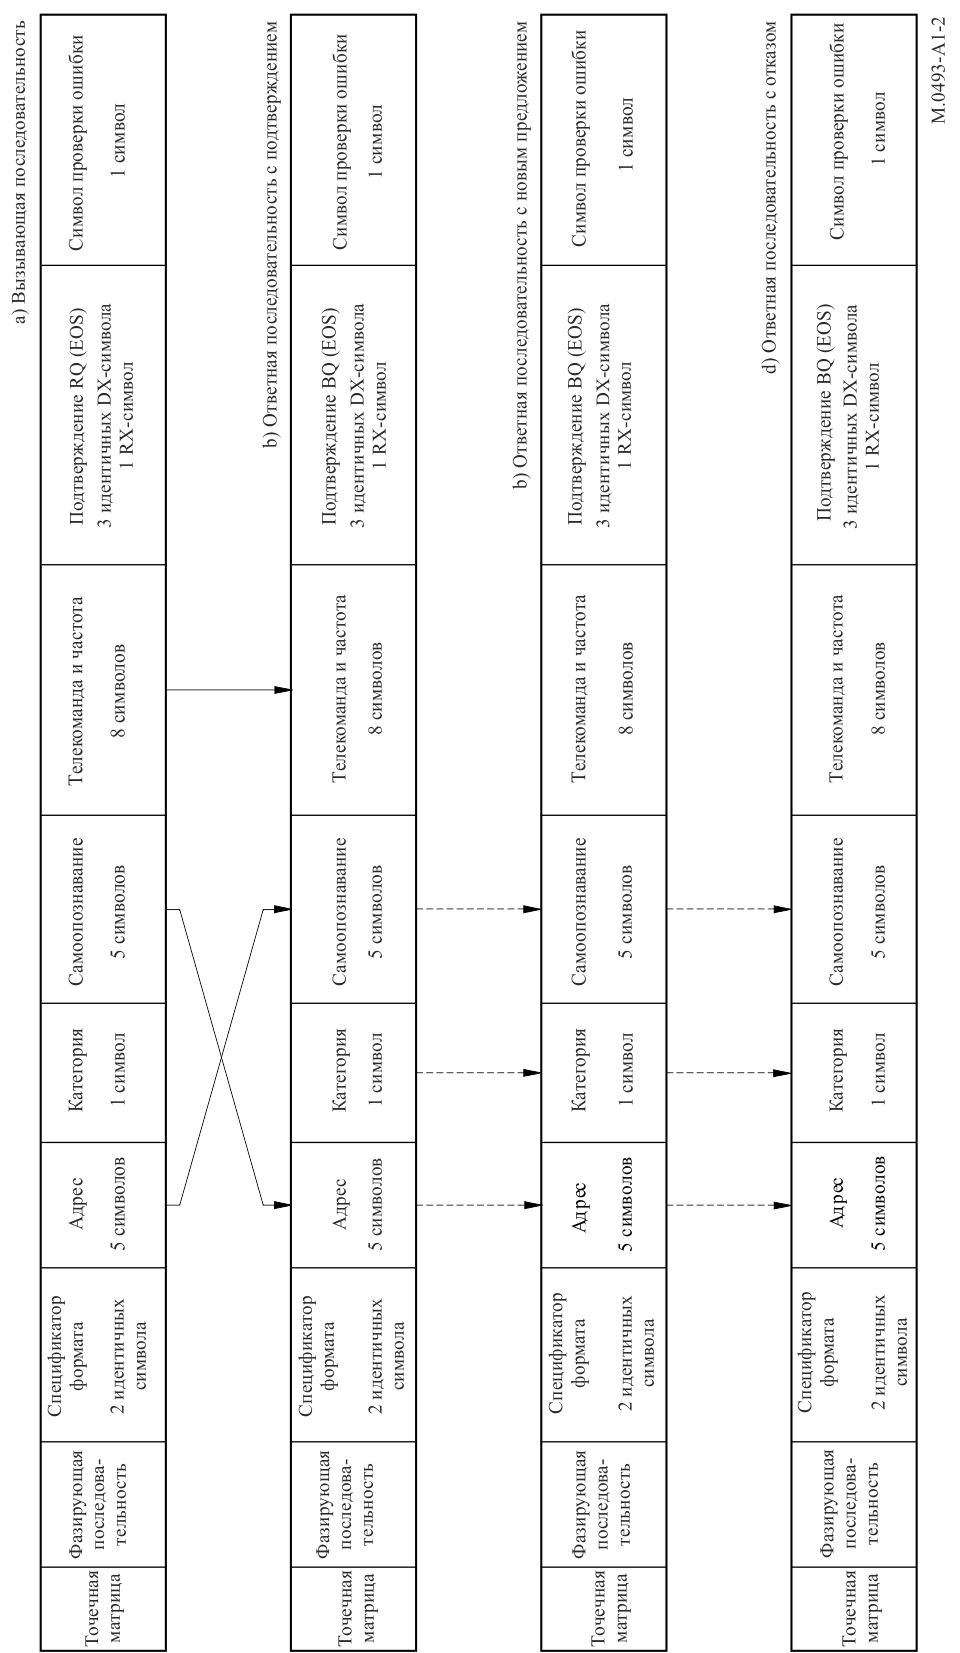 a) Вызывающая последовательность
Точечная
матрица
Фазирующая
последова-
тельность
Спецификатор
формата
2 идентичных
символа
Адрес
5 символов
Категория
1 символ
Самоопознавание
5 символов
Телекоманда и частота
8 символов
Подтверждение RQ (EOS)
3 идентичных DX-символа
1 RX-символ
Символ проверки ошибки
1 символ
b) Ответная последовательность с подтверждением
Точечная
матрица
Фазирующая
последова-
тельность
Спецификатор
формата
2 идентичных
символа
Адрес
5 символов
Категория
1 символ
Самоопознавание
5 символов
Телекоманда и частота
8 символов
Подтверждение BQ (EOS)
3 идентичных DX-символа
1 RX-символ
Символ проверки ошибки
1 символ
b) Ответная последовательность с новым предложением
Точечная
матрица
Фазирующая
последова-
тельность
Спецификатор
формата
2 идентичных
символа
Адрес
5 символов
Категория
1 символ
Самоопознавание
5 символов
Телекоманда и частота
8 символов
Подтверждение BQ (EOS)
3 идентичных DX-символа
1 RX-символ
Символ проверки ошибки
1 символ
d) Ответная последовательность с отказом
Точечная
матрица
Фазирующая
последова-
тельность
Спецификатор
формата
2 идентичных
символа
Адрес
5 символов
Категория
1 символ
Самоопознавание
5 символов
Телекоманда и частота
8 символов
Подтверждение BQ (EOS)
3 идентичных DX-символа
1 RX-символ
Символ проверки ошибки
1 символ
M.0493-A1-2